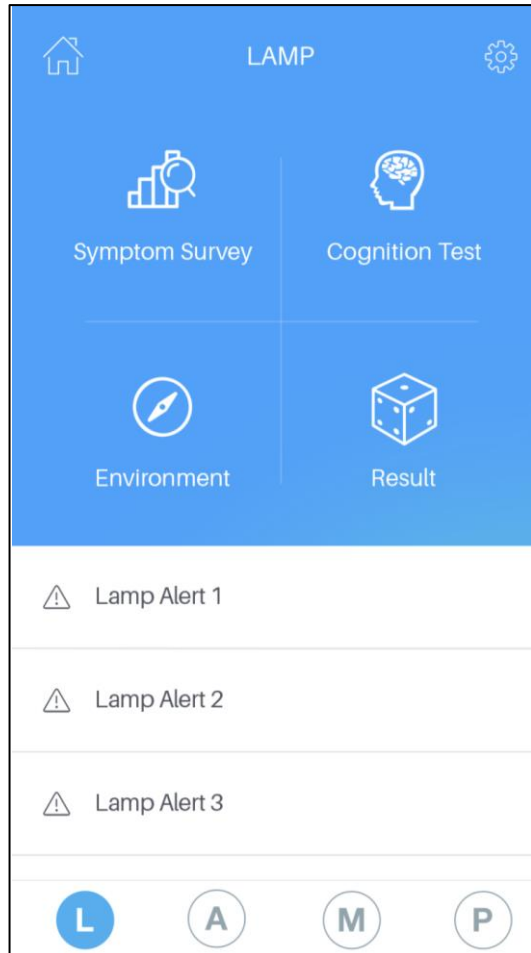 LAMP
Symptom Survey
Cognition Test
Environment
Result
Lamp Alert 1
Lamp Alert 2
Lamp Alert 3
L A M P